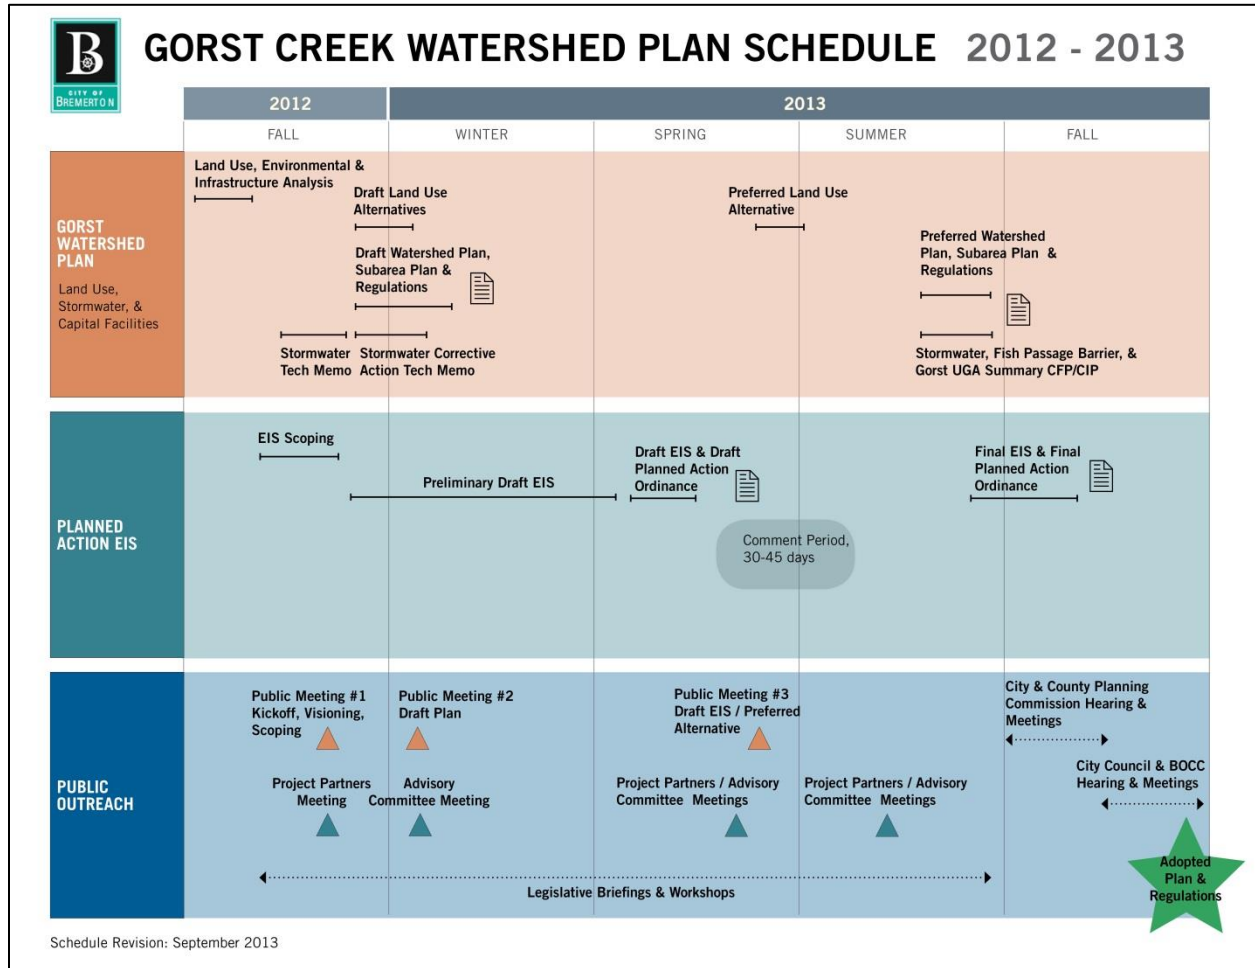 B
CITY OF
BREMERTON
GORST CREEK WATERSHED PLAN SCHEDULE 2012 - 2013
2012
2013
FALL
WINTER
SPRING
SUMMER
FALL
GORST
WATERSHED
PLAN
Land Use,
Stormwater, &
Capital Facilities
Land Use, Environmental &
Infrastructure Analysis
Draft Land Use
Alternatives
Draft Watershed Plan,
Subarea Plan &
Regulations
Stormwater
Tech Memo
Stormwater Corrective
Action Tech Memo
Preferred Land Use
Alternative
Preferred Watershed
Plan, Subarea Plan &
Regulations
Stormwater, Fish Passage Barrier, &
Gorst UGA Summary CFP/CIP
PLANNED
ACTION EIS
EIS Scoping
Preliminary Draft EIS
Draft EIS & Draft
Planned Action
Ordinance
Comment Period,
30-45 days
Final EIS & Final
Planned Action
Ordinance
PUBLIC
OUTREACH
Public Meeting #1
Kickoff, Visioning,
Scoping
Public Meeting #2
Draft Plan
Public Meeting #3
Draft EIS / Preferred
Alternative
City & County Planning
Commission Hearing &
Meetings
Project Partners
Meeting
Advisory
Committee Meeting
Project Partners / Advisory
Committee Meetings
Project Partners / Advisory
Committee Meetings
City Council & BOCC
Hearing & Meetings
Legislative Briefings & Workshops
Adopted
Plan &
Regulations
Schedule Revision: September 2013